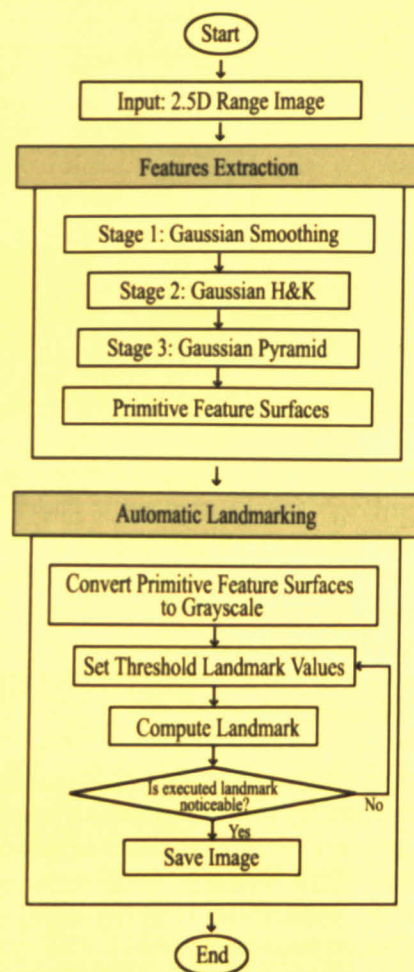 Start
Input: 2.5D Range Image
Features Extraction
Stage 1: Gaussian Smoothing
Stage 2: Gaussian H&K
Stage 3: Gaussian Pyramid
Primitive Feature Surfaces
Automatic Landmarking
Convert Primitive Feature Surfaces
to Grayscale
Set Threshold Landmark Values
Compute Landmark
Is executed landmark
noticeable?
No
Yes
Save Image
End